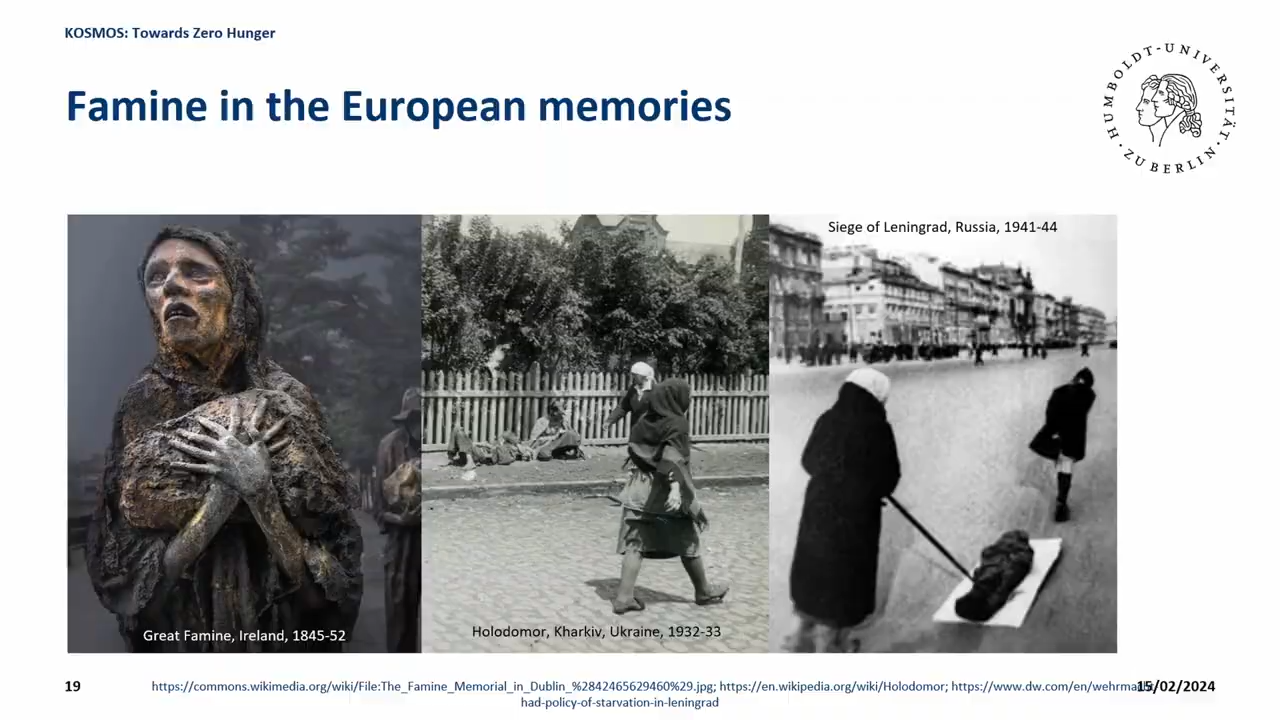 KOSMOS: Towards Zero Hunger
HUMBOLDT-UNIVERSITÄT
· ZU BERLIN ·
Famine in the European memories
Siege of Leningrad, Russia, 1941-44
Great Famine, Ireland, 1845-52
Holodomor, Kharkiv, Ukraine, 1932-33
19
https://commons.wikimedia.org/wiki/File:The_Famine_Memorial_in_Dublin_%2842465629460%29.jpg; https://en.wikipedia.org/wiki/Holodomor; https://www.dw.com/en/wehrma
15/02/2024
had-policy-of-starvation-in-leningrad